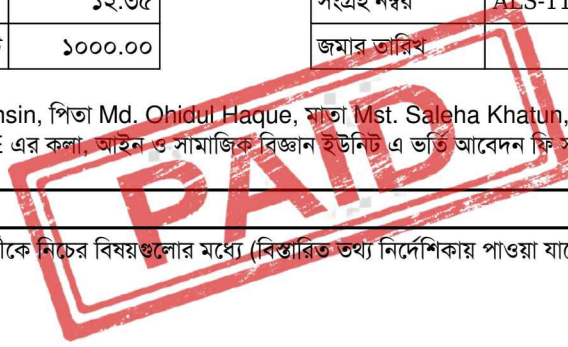 ১২.৩৫ সংগ্রহ নম্বর ALS-11
১০০০.০০ জমার তারিখ
nsin, পিতা Md. Ohidul Haque, মাতা Mst. Saleha Khatun,
এর কলা, আইন ও সামাজিক বিজ্ঞান ইউনিট এ ভর্তি আবেদন ফি
PAID
নিচের বিষয়গুলোর মধ্যে (বিস্তারিত তথ্য নির্দেশিকায় পাওয়া